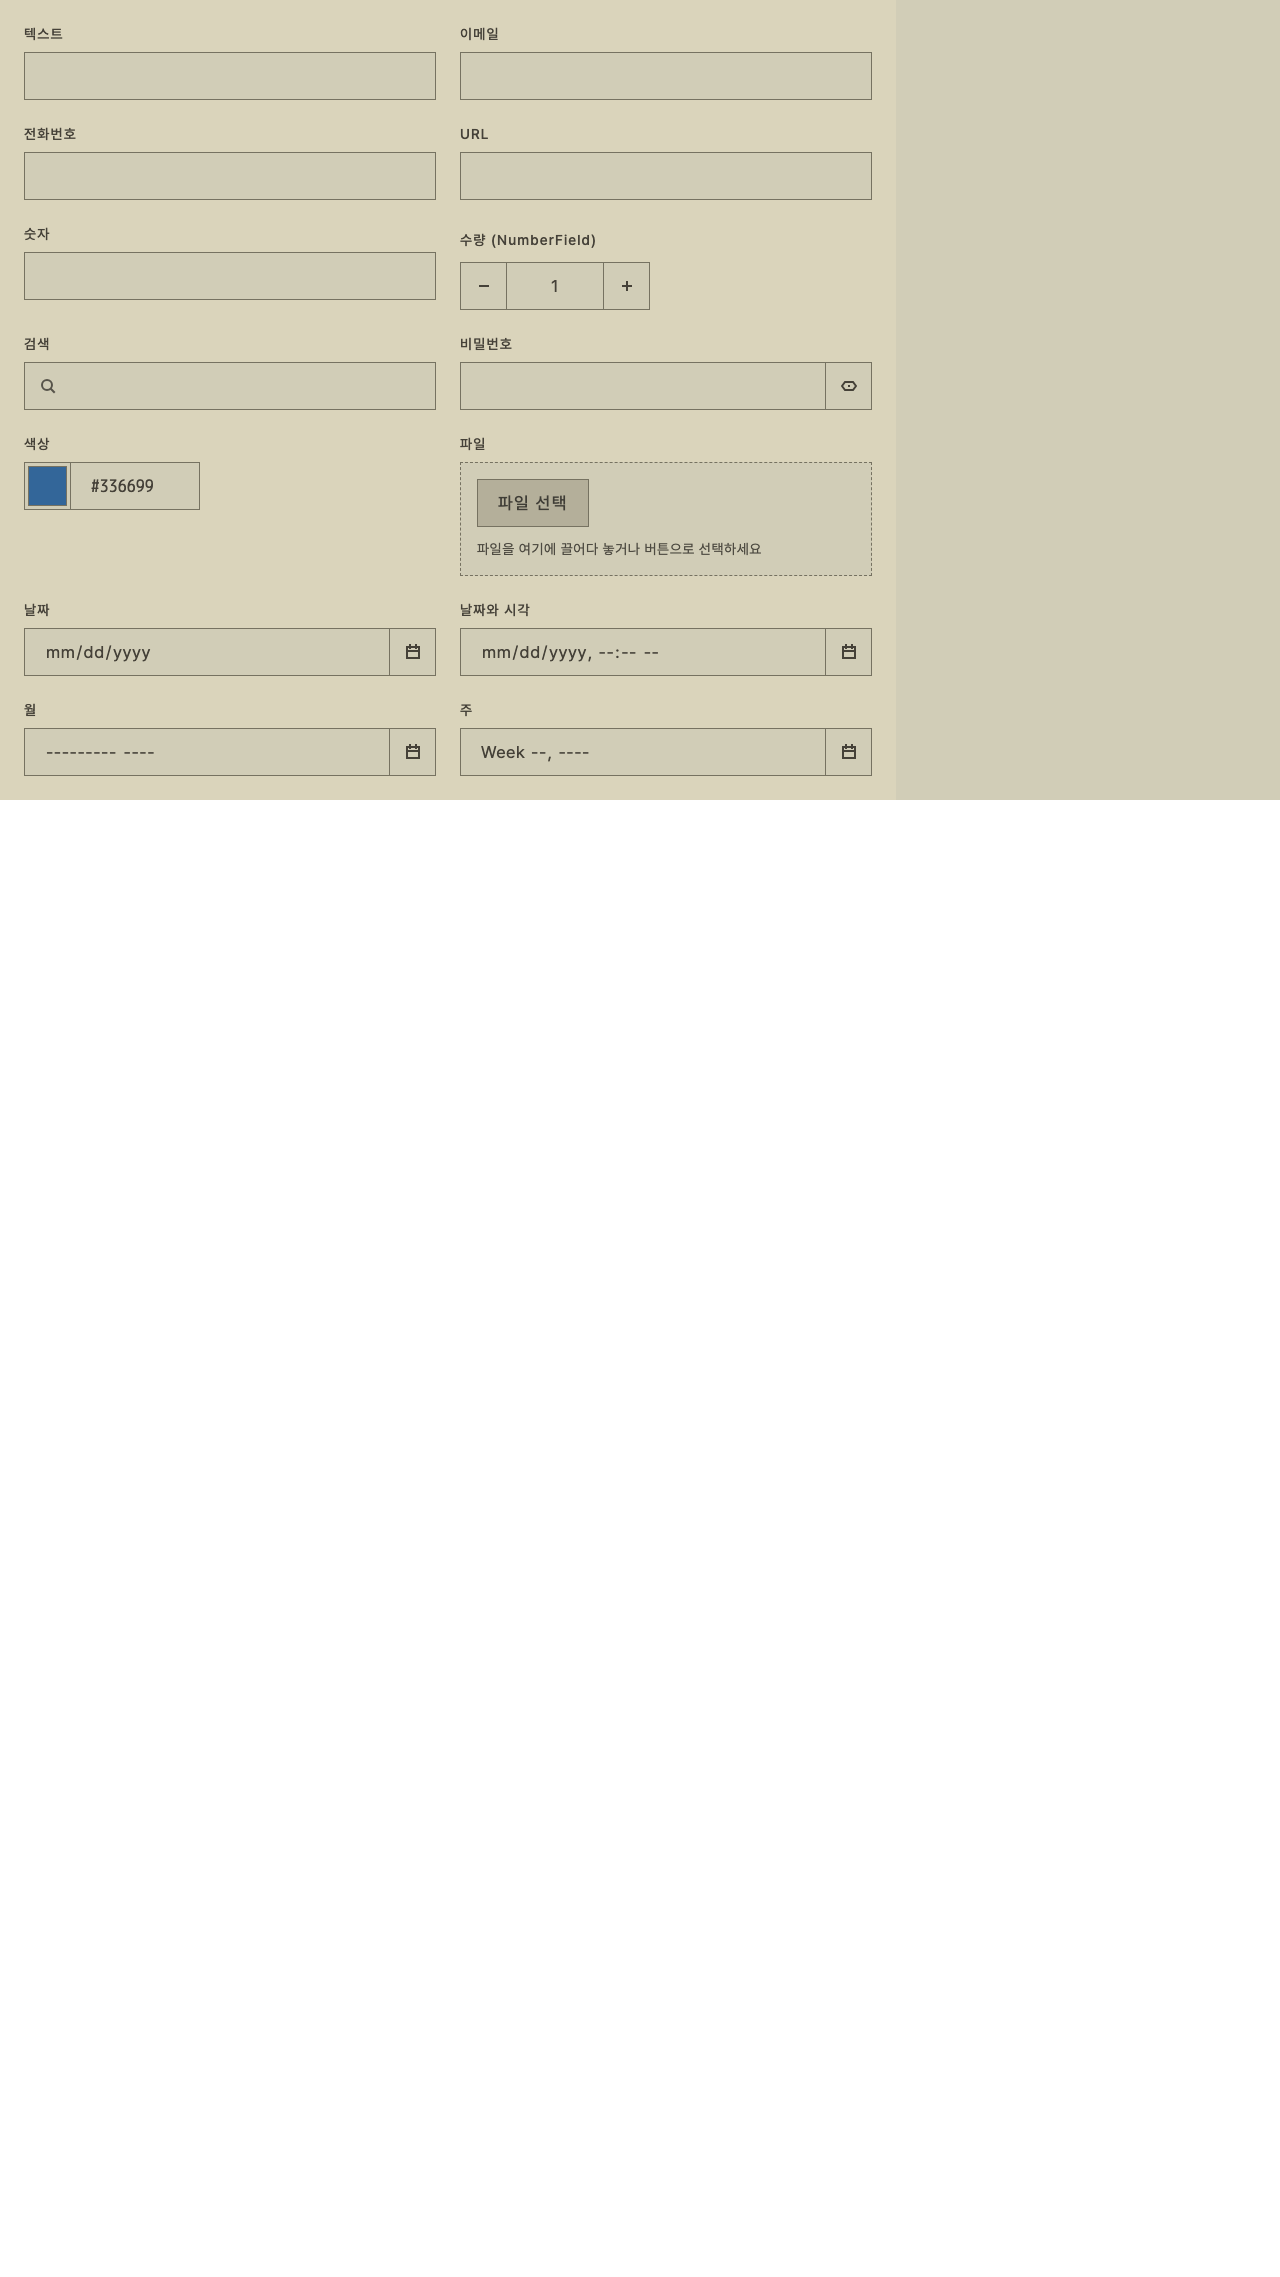 텍스트
이메일
전화번호
URL
숫자
수량 (NumberField)
1
검색
비밀번호
색상
#336699
파일
파일 선택
파일을 여기에 끌어다 놓거나 버튼으로 선택하세요
날짜
mm/dd/yyyy
날짜와 시각
mm/dd/yyyy, --:-- --
월
--------- ----
주
Week --, ----